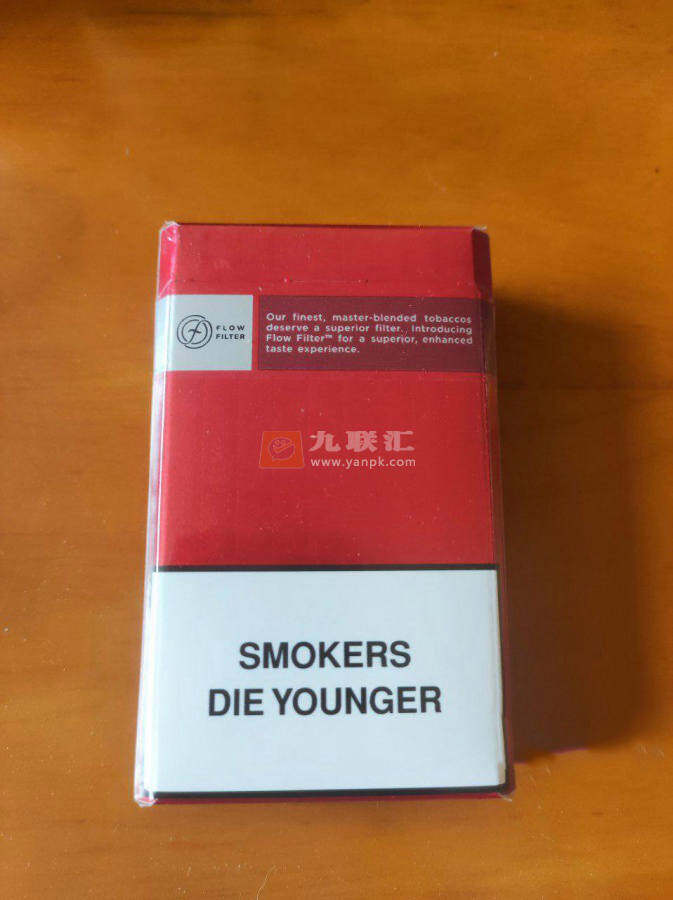 FLOW
FILTER
Our finest, master-blended tobaccos
deserve a superior filter. Introducing
Flow Filter™ for a superior, enhanced
taste experience.
九联汇
www.yanpk.com
SMOKERS
DIE YOUNGER